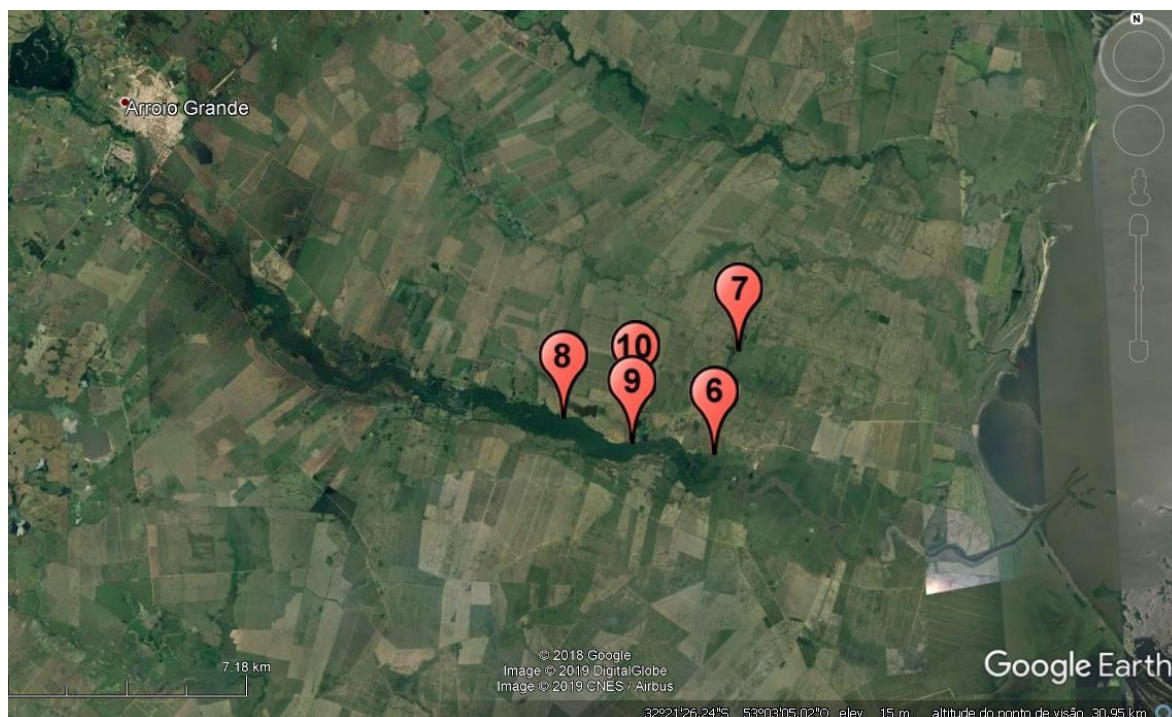 N
Arroio Grande
7
10
8
9
6
© 2018 Google
7.18 km
Image © 2019 DigitalGlobe
Image © 2019 CNES / Airbus
Google Earth
32°21'26.24"S 53°03'05.02"O elev 15 m altitude do ponto de visão 30.95 km